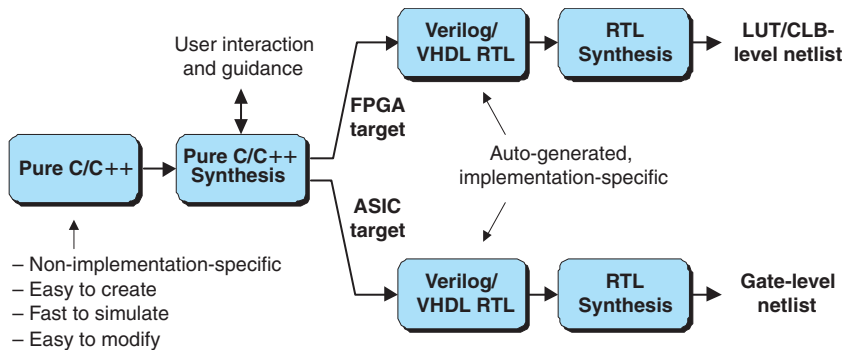 User interaction
and guidance
Pure C/C++
Pure C/C++
Synthesis
FPGA
target
ASIC
target
Verilog/
VHDL RTL
RTL
Synthesis
LUT/CLB-
level netlist
Auto-generated,
implementation-specific
Verilog/
VHDL RTL
RTL
Synthesis
Gate-level
netlist
– Non-implementation-specific
– Easy to create
– Fast to simulate
– Easy to modify